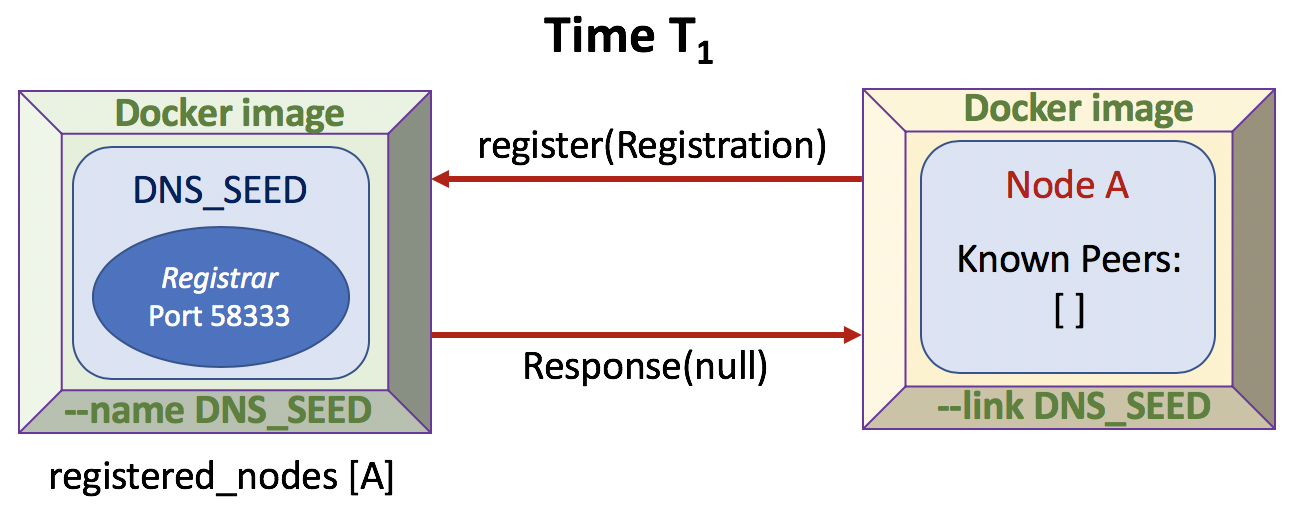 Time T₁
Docker image
DNS_SEED
Registrar
Port 58333
--name DNS_SEED
registered_nodes [A]
register(Registration)
Response(null)
Docker image
Node A
Known Peers:
[ ]
--link DNS_SEED